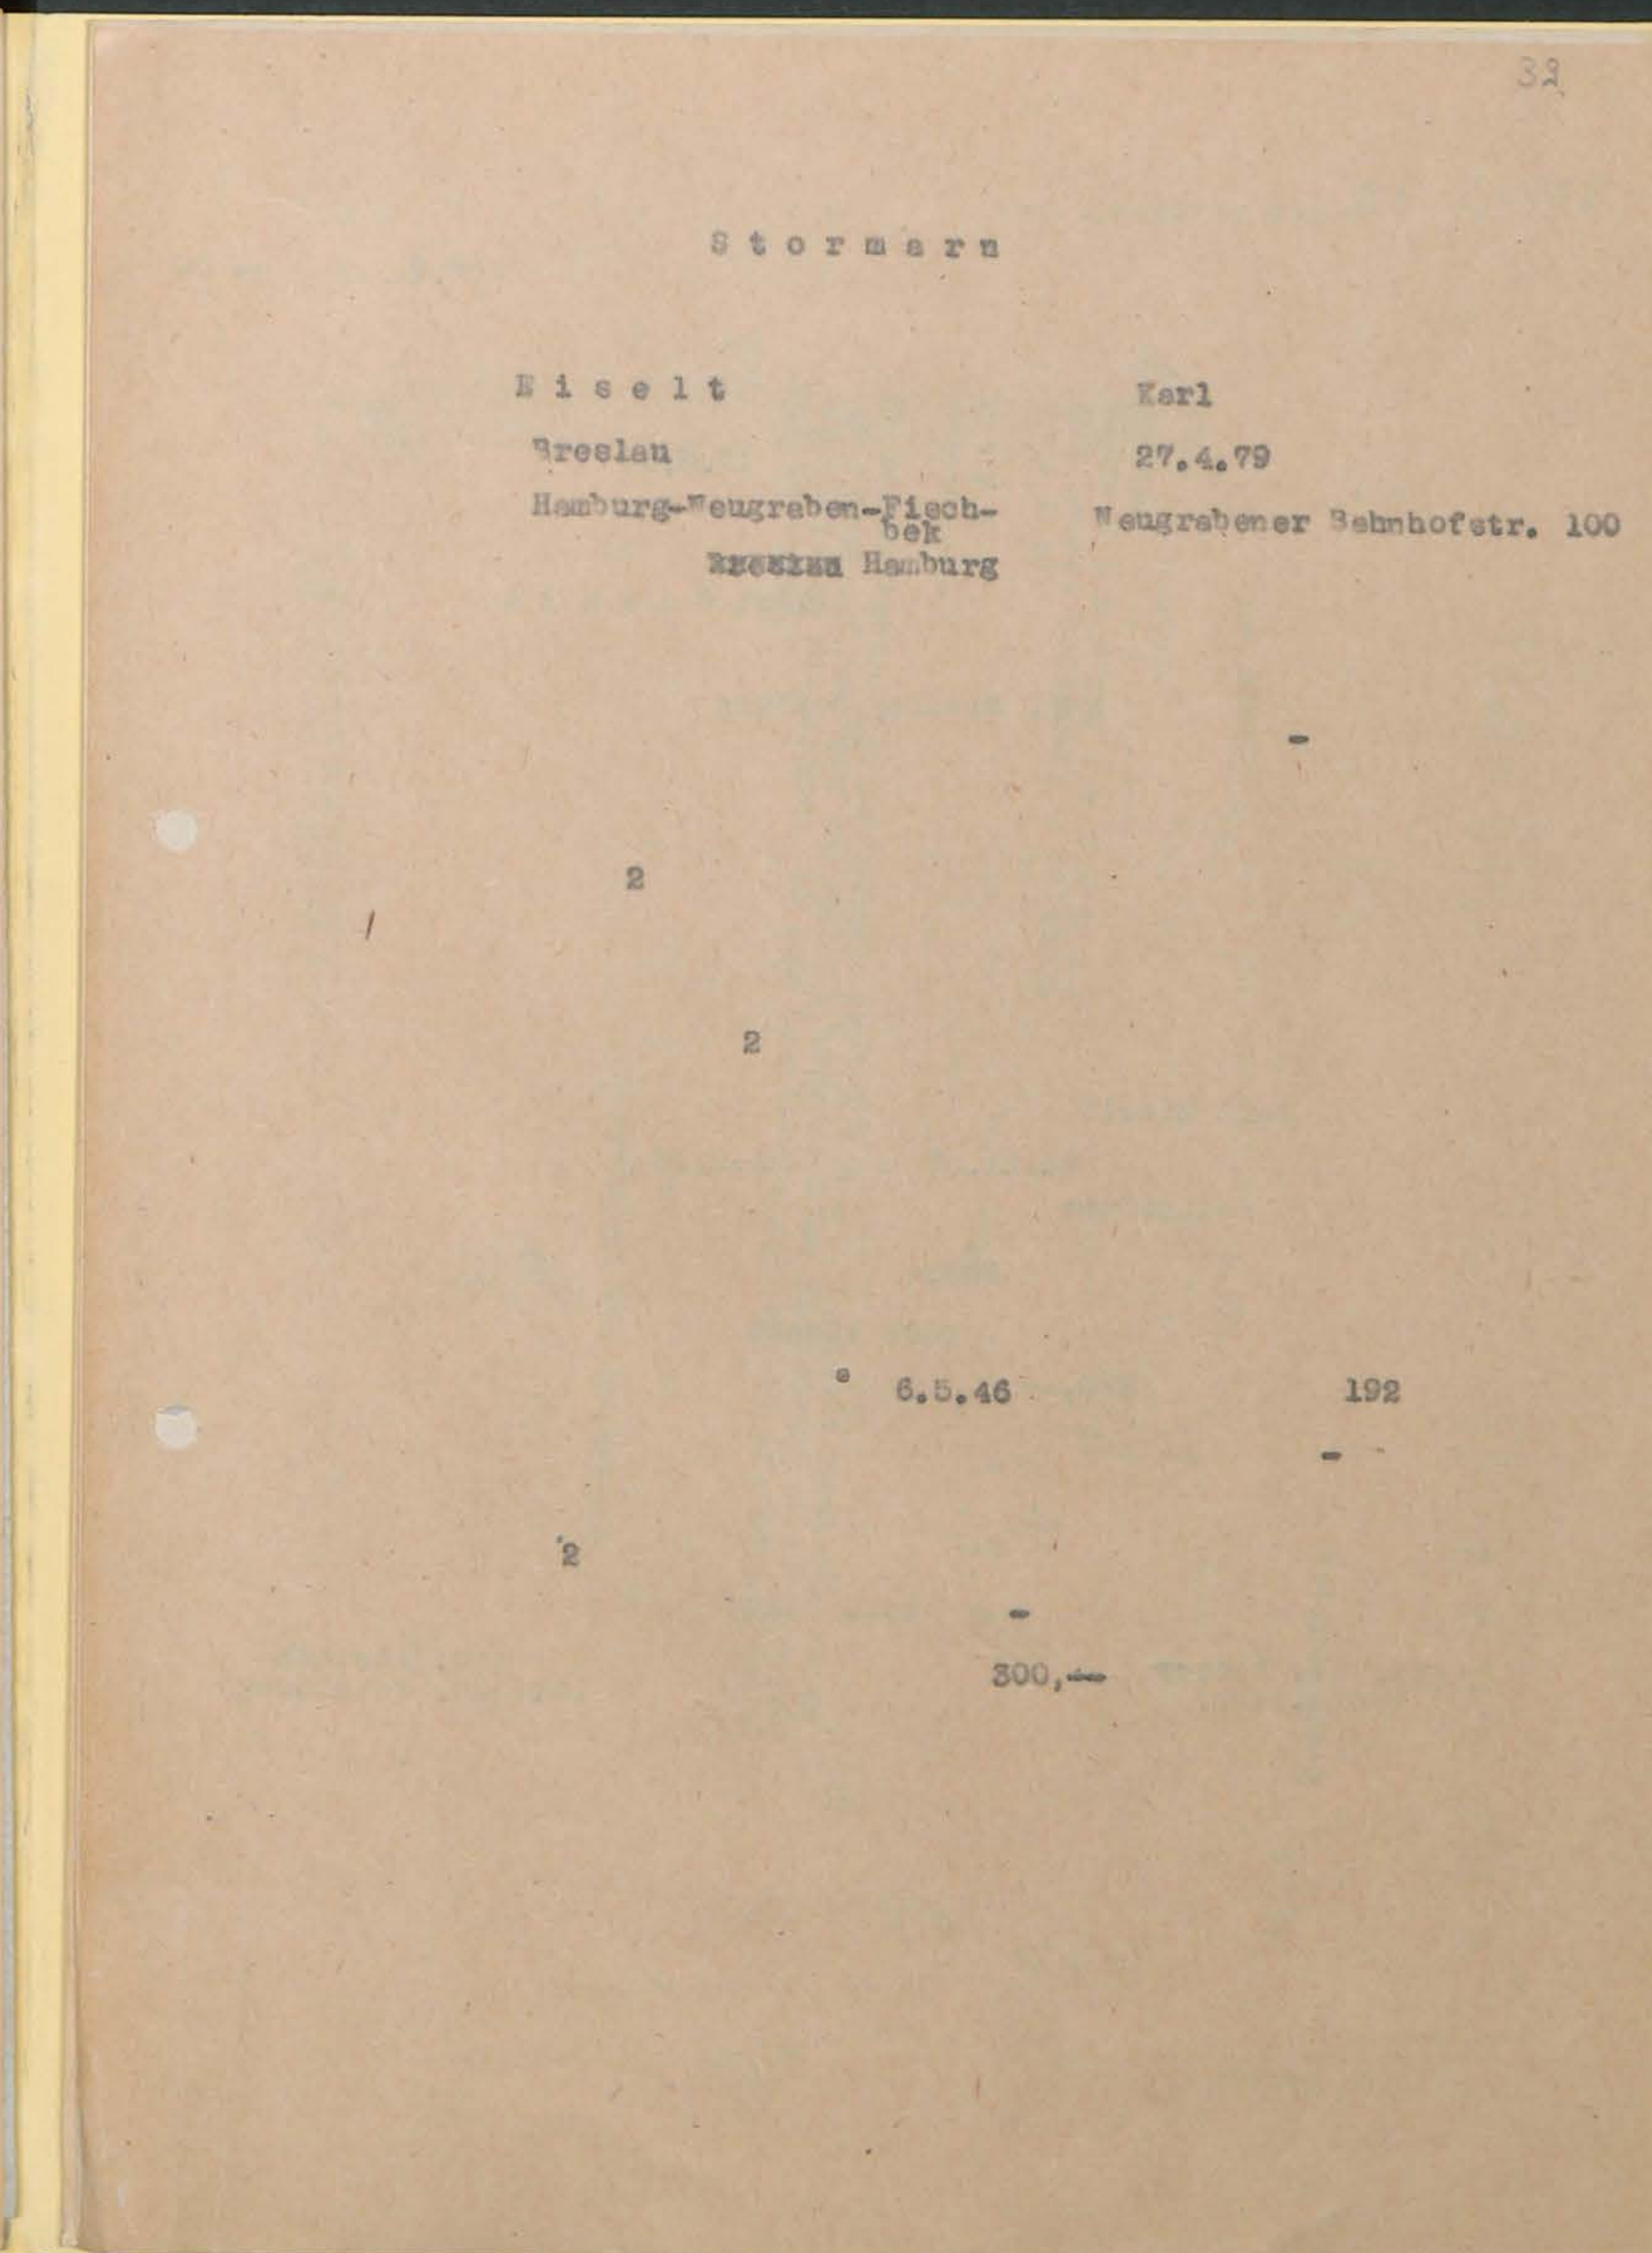 32
S t o r m a r n
E i s e l t Karl
Breslau 27.4.79
Hamburg-Neugraben-Fisch-
bek
Neugrabener Bahnhofstr. 100
Hamburg
-
2
/
2
6.5.46 192
-
2
-
300,--